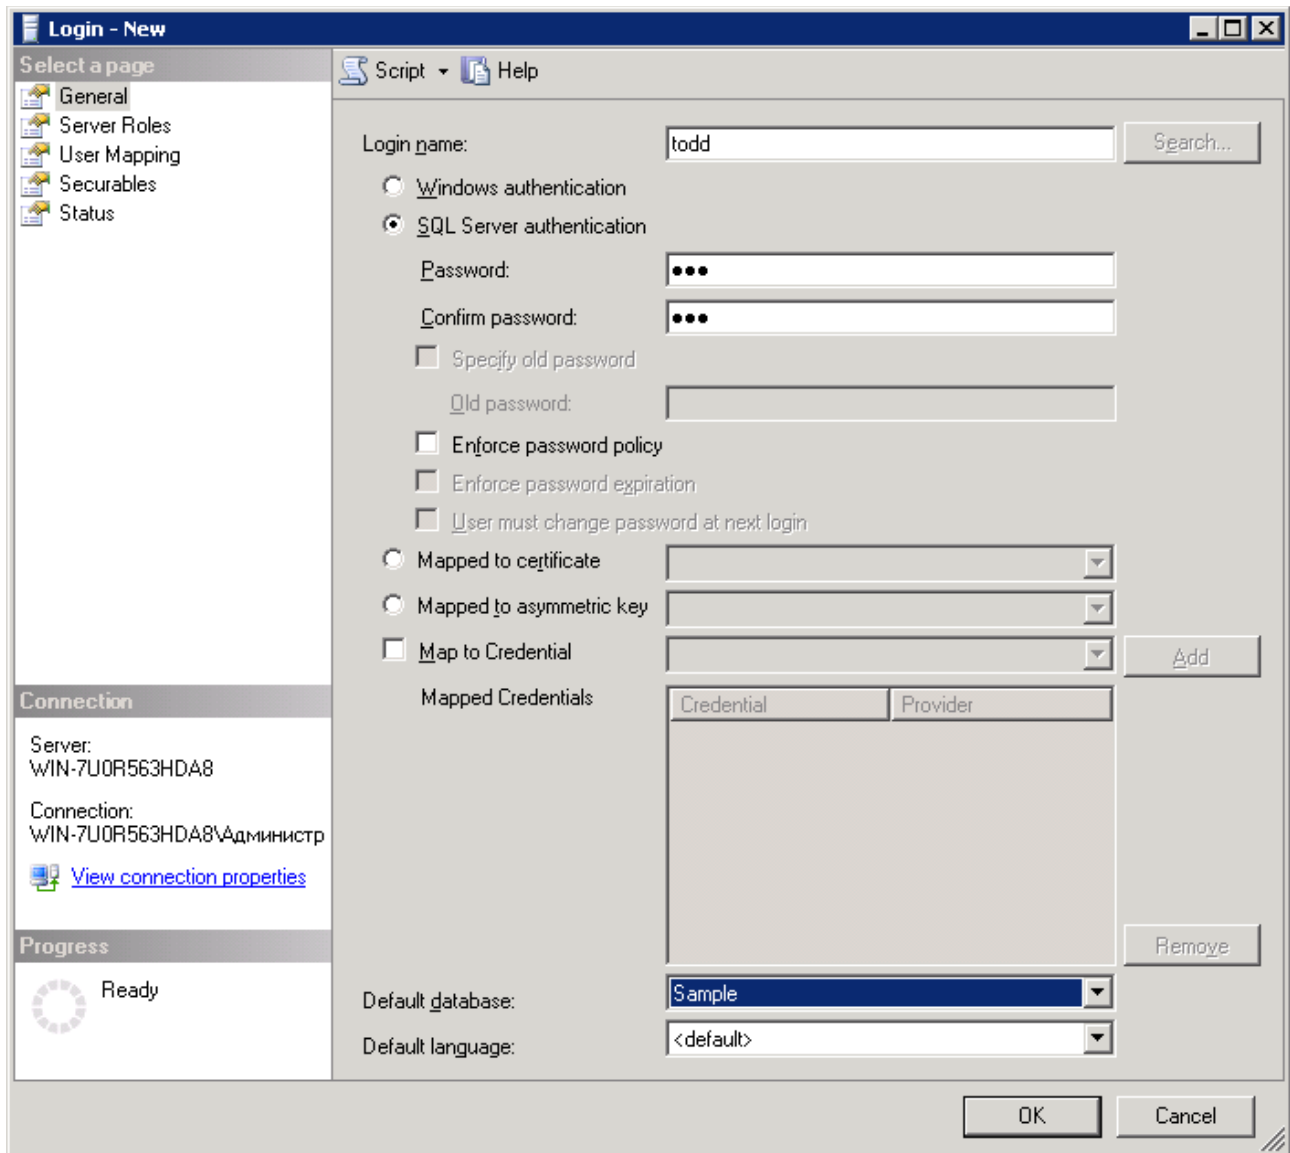 Login - New
Select a page
General
Server Roles
User Mapping
Securables
Status
Script Help
Login name: todd Search...
Windows authentication
SQL Server authentication
Password: ●●●
Confirm password: ●●●
Specify old password
Old password:
Enforce password policy
Enforce password expiration
User must change password at next login
Mapped to certificate
Mapped to asymmetric key
Map to Credential Add
Mapped Credentials Credential Provider
Remove
Default database: Sample
Default language: <default>
Connection
Server:
WIN-7U0R563HDA8
Connection:
WIN-7U0R563HDA8\Администр
View connection properties
Progress
Ready
OK Cancel